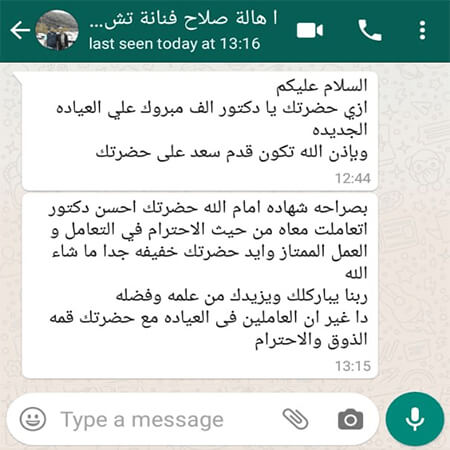 ا هالة صلاح فنانة تش...
last seen today at 13:16
السلام عليكم
ازي حضرتك يا دكتور الف مبروك علي العياده
الجديده
وبإذن الله تكون قدم سعد على حضرتك
12:44
بصراحه شهاده امام الله حضرتك احسن دكتور
اتعاملت معاه من حيث الاحترام في التعامل و
العمل الممتاز وايد حضرتك خفيفه جدا ما شاء
الله
ربنا يباركلك ويزيدك من علمه وفضله
دا غير ان العاملين فى العياده مع حضرتك قمه
الذوق والاحترام
13:15
Type a message